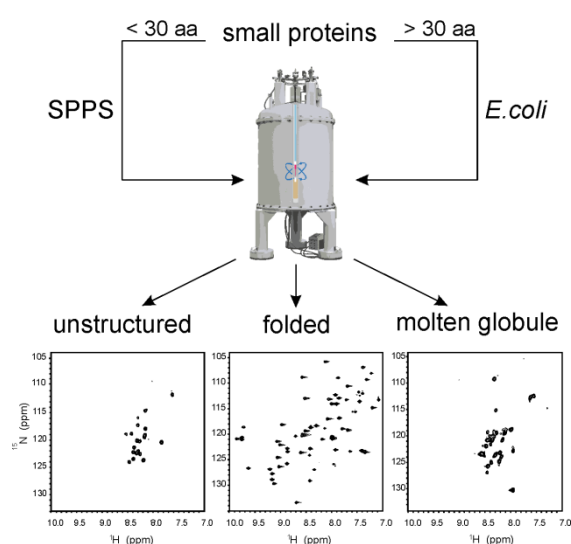 < 30 aa small proteins > 30 aa
SPPS E.coli
unstructured folded molten globule
105 105 105
110 110 110
115 115 115
¹⁵N (ppm) 120 120 120
125 125 125
130 130 130
10.0 9.5 9.0 8.5 8.0 7.5 7.0 10.0 9.5 9.0 8.5 8.0 7.5 7.0 10.0 9.5 9.0 8.5 8.0 7.5 7.0
¹H (ppm) ¹H (ppm) ¹H (ppm)